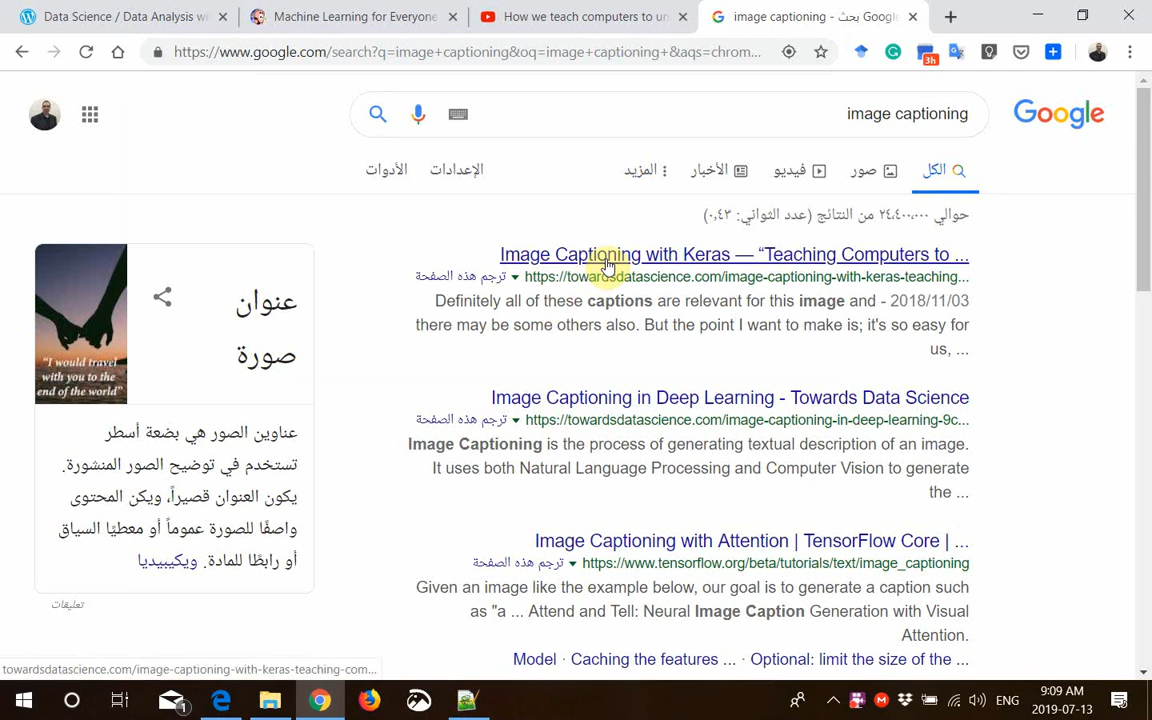 Data Science / Data Analysis wi
Machine Learning for Everyone
How we teach computers to un
image captioning - بحث Google
https://www.google.com/search?q=image+captioning&oq=image+captioning+&aqs=chrom...
3h
image captioning
Google
الكل
صور
فيديو
الأخبار
المزيد
الإعدادات
الأدوات
حوالي ٢٤،٤٠٠،٠٠٠ من النتائج (عدد الثواني: ٠،٤٣)
Image Captioning with Keras — “Teaching Computers to ...
https://towardsdatascience.com/image-captioning-with-keras-teaching... ترجم هذه الصفحة
Definitely all of these captions are relevant for this image and - 2018/11/03
there may be some others also. But the point I want to make is; it's so easy for
us, ...
Image Captioning in Deep Learning - Towards Data Science
https://towardsdatascience.com/image-captioning-in-deep-learning-9c... ترجم هذه الصفحة
Image Captioning is the process of generating textual description of an image.
It uses both Natural Language Processing and Computer Vision to generate
the ...
Image Captioning with Attention | TensorFlow Core | ...
https://www.tensorflow.org/beta/tutorials/text/image_captioning ترجم هذه الصفحة
Given an image like the example below, our goal is to generate a caption such
as "a ... Attend and Tell: Neural Image Caption Generation with Visual
Attention.
Model · Caching the features ... · Optional: limit the size of the ...
عنوان
صورة
"I would travel
with you to the
end of the world"
عناوين الصور هي بضعة أسطر
تستخدم في توضيح الصور المنشورة.
يكون العنوان قصيراً، ويكن المحتوى
واصفًا للصورة عموماً أو معطيًا السياق
أو رابطًا للمادة. ويكيبيديا
تعليقات
towardsdatascience.com/image-captioning-with-keras-teaching-com...
1
ENG
9:09 AM
2019-07-13